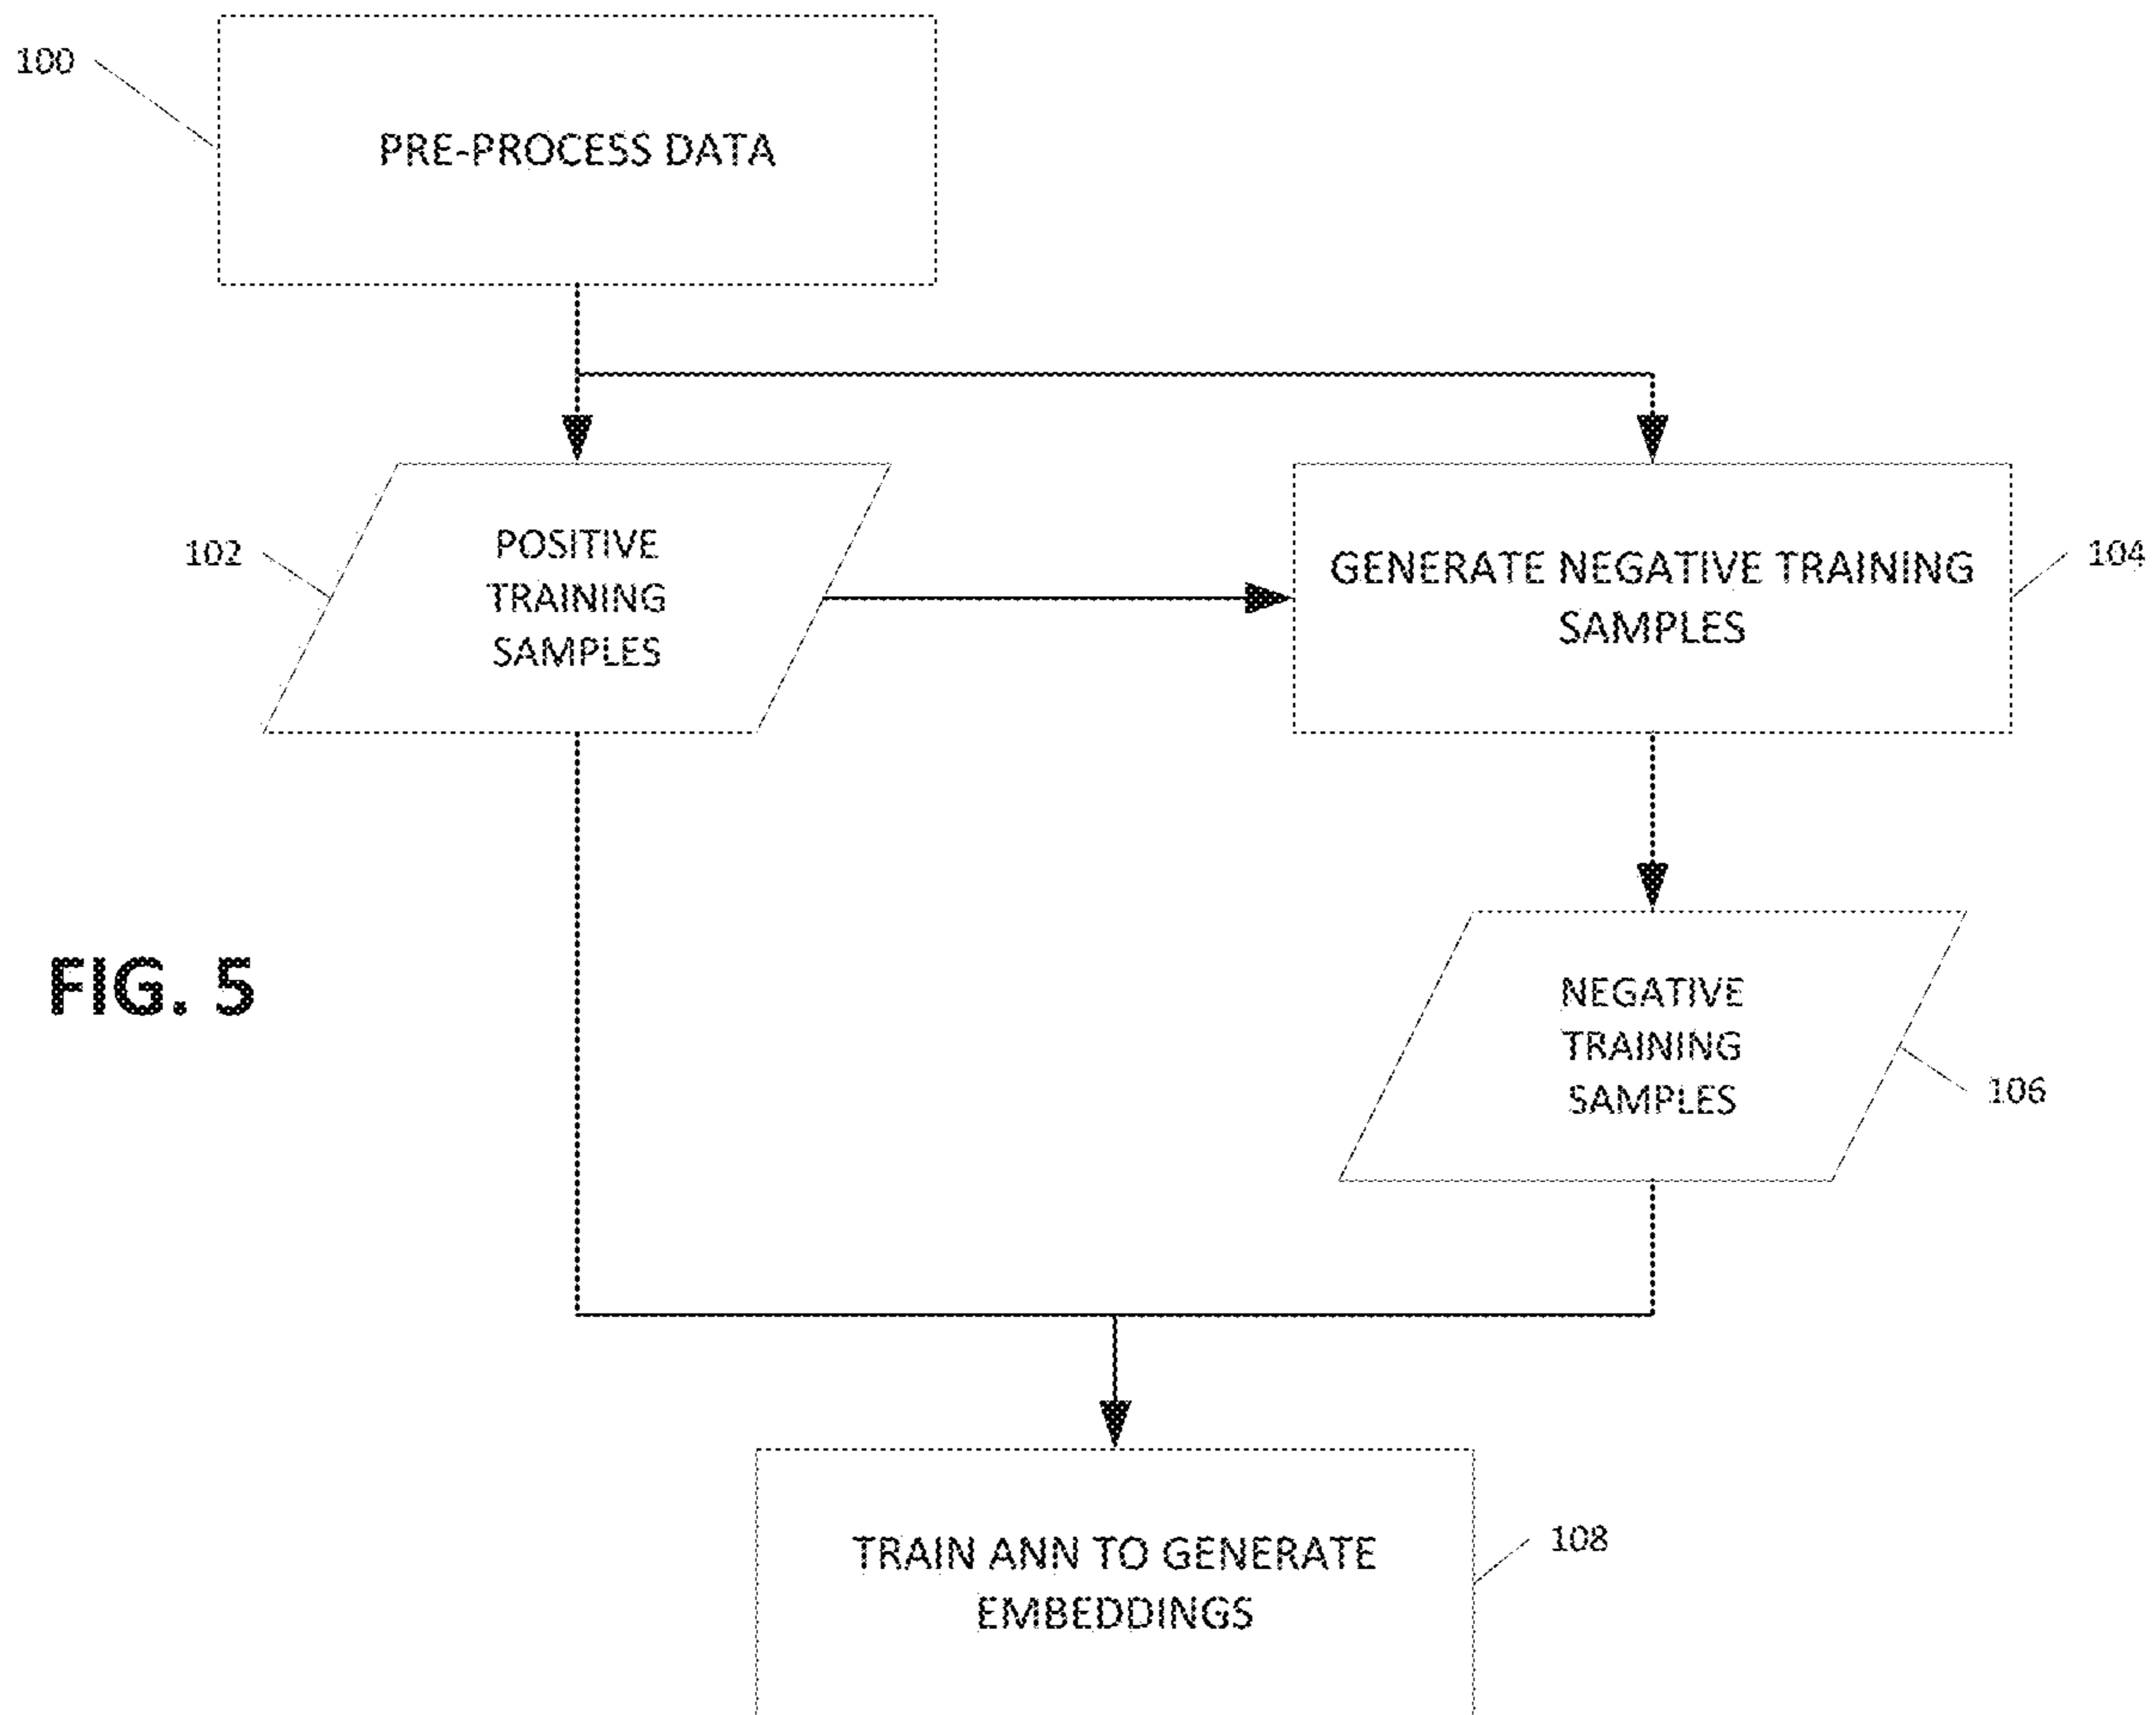 100
PRE-PROCESS DATA
102
POSITIVE
TRAINING
SAMPLES
GENERATE NEGATIVE TRAINING
SAMPLES
104
FIG. 5
NEGATIVE
TRAINING
SAMPLES
106
TRAIN ANN TO GENERATE
EMBEDDINGS
108